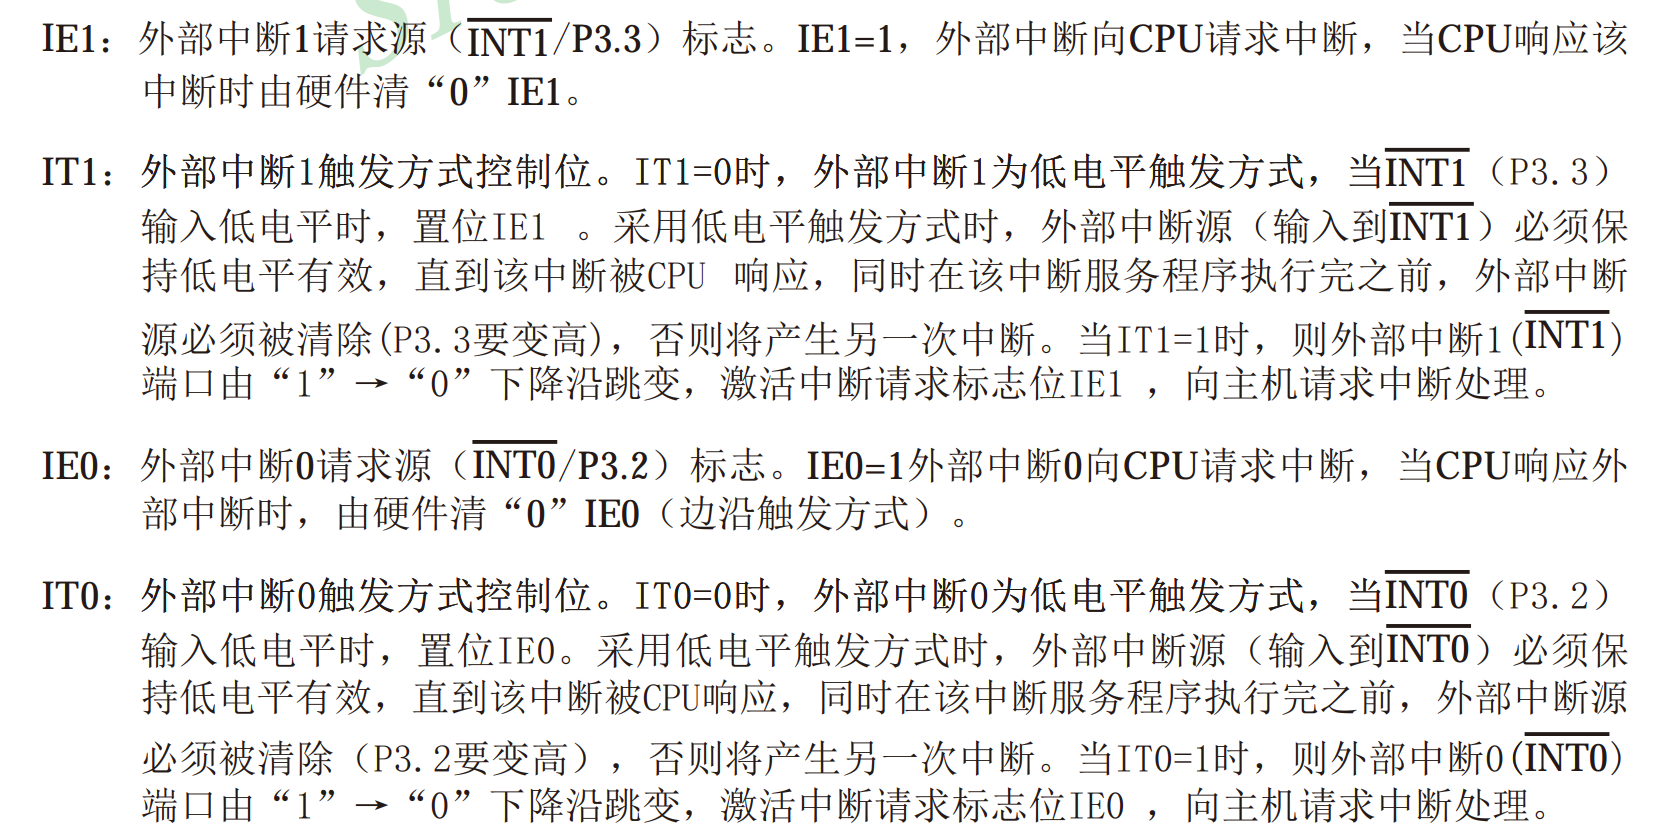 IE1：外部中断1请求源（INT1/P3.3）标志。IE1=1，外部中断向CPU请求中断，当CPU响应该
中断时由硬件清“0”IE1。
IT1：外部中断1触发方式控制位。IT1=0时，外部中断1为低电平触发方式，当INT1（P3.3）
输入低电平时，置位IE1 。采用低电平触发方式时，外部中断源（输入到INT1）必须保
持低电平有效，直到该中断被CPU 响应，同时在该中断服务程序执行完之前，外部中断
源必须被清除(P3.3要变高)，否则将产生另一次中断。当IT1=1时，则外部中断1(INT1)
端口由“1”→“0”下降沿跳变，激活中断请求标志位IE1 ，向主机请求中断处理。
IE0：外部中断0请求源（INT0/P3.2）标志。IE0=1外部中断0向CPU请求中断，当CPU响应外
部中断时，由硬件清“0”IE0（边沿触发方式）。
IT0：外部中断0触发方式控制位。IT0=0时，外部中断0为低电平触发方式，当INT0（P3.2）
输入低电平时，置位IE0。采用低电平触发方式时，外部中断源（输入到INT0）必须保
持低电平有效，直到该中断被CPU响应，同时在该中断服务程序执行完之前，外部中断源
必须被清除（P3.2要变高），否则将产生另一次中断。当IT0=1时，则外部中断0(INT0)
端口由“1”→“0”下降沿跳变，激活中断请求标志位IE0 ，向主机请求中断处理。